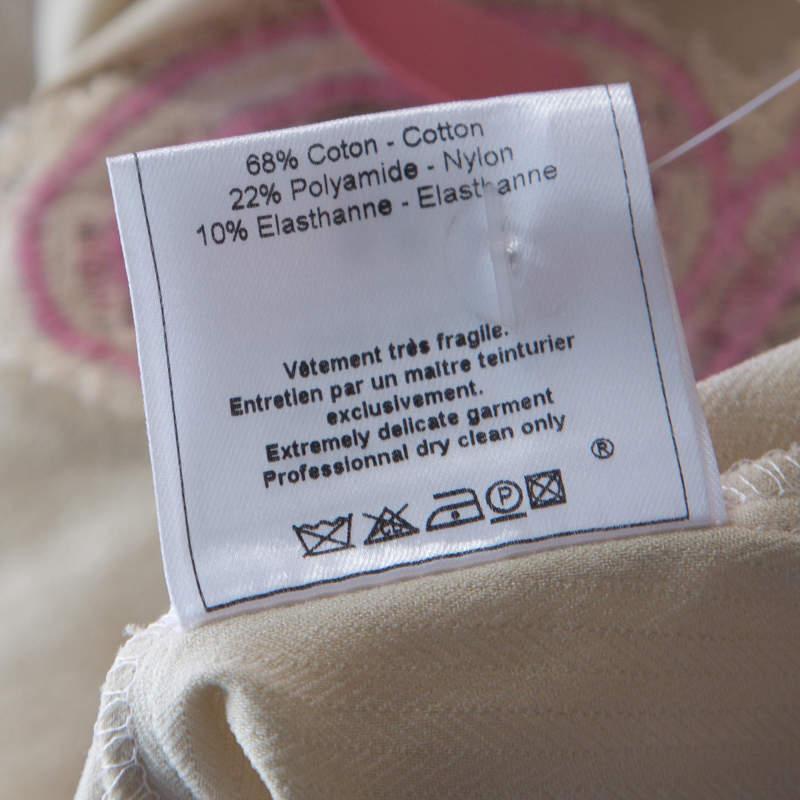 68% Coton - Cotton
22% Polyamide - Nylon
10% Elasthanne - Elasthanne
Vêtement très fragile.
Entretien par un maître teinturier
exclusivement.
Extremely delicate garment
Professionnal dry clean only
®
CL P